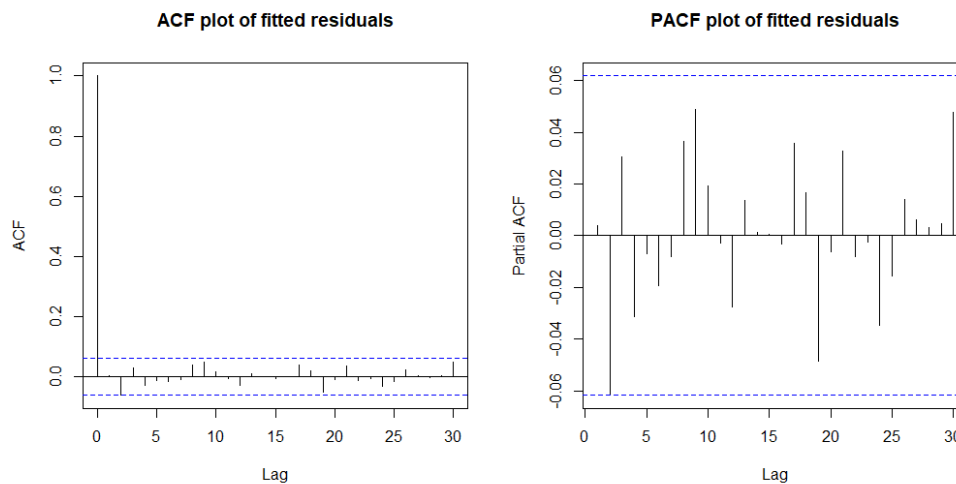 ACF plot of fitted residuals
ACF
1.0
0.8
0.6
0.4
0.2
0.0
0 5 10 15 20 25 30
Lag
PACF plot of fitted residuals
Partial ACF
0.06
0.04
0.02
0.00
-0.02
-0.04
-0.06
0 5 10 15 20 25 30
Lag